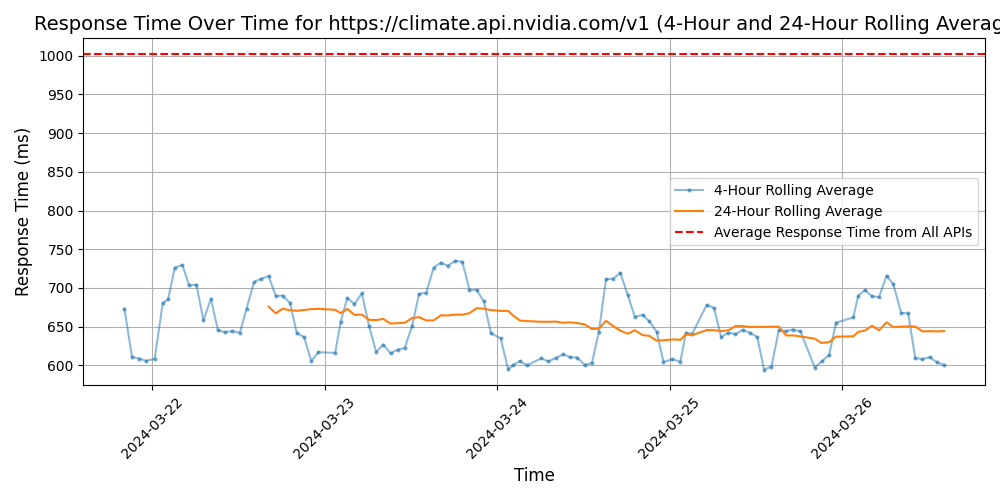 Response Time Over Time for https://climate.api.nvidia.com/v1 (4-Hour and 24-Hour Rolling Averag
1000
950
900
850
800
750
700
650
600
Response Time (ms)
4-Hour Rolling Average
24-Hour Rolling Average
Average Response Time from All APIs
2024-03-22
2024-03-23
2024-03-24
2024-03-25
2024-03-26
Time